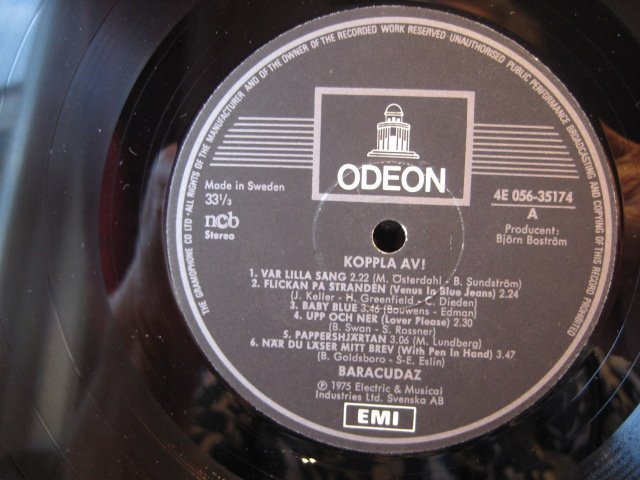 THE GRAMOPHONE CO LTD · ALL RIGHTS OF THE MANUFACTURER AND OF THE OWNER OF THE RECORDED WORK RESERVED UNAUTHORISED PUBLIC PERFORMANCE BROADCASTING AND COPYING OF THIS RECORD PROHIBITED
ODEON
Made in Sweden
33 1/3
ncb
Stereo
4E 056-35174
A
Producent:
Björn Boström
KOPPLA AV!
1. VAR LILLA SANG 2.22 (M. Österdahl - B. Sundström)
2. FLICKAN PA STRANDEN (Venus In Blue Jeans) 2.24
(J. Keller - H. Greenfield - C. Dieden)
3. BABY BLUE 3.46 (Bouwens - Edman)
4. UPP OCH NER (Lover Please) 2.30
(B. Swan - S. Rossner)
5. PAPPERSHJÄRTAN 3.06 (M. Lundberg)
6. NÄR DU LÄSER MITT BREV (With Pen In Hand) 3.47
(B. Goldsboro - S-E. Eslin)
BARACUDAZ
℗ 1975 Electric & Musical
Industries Ltd. Svenska AB
EMI